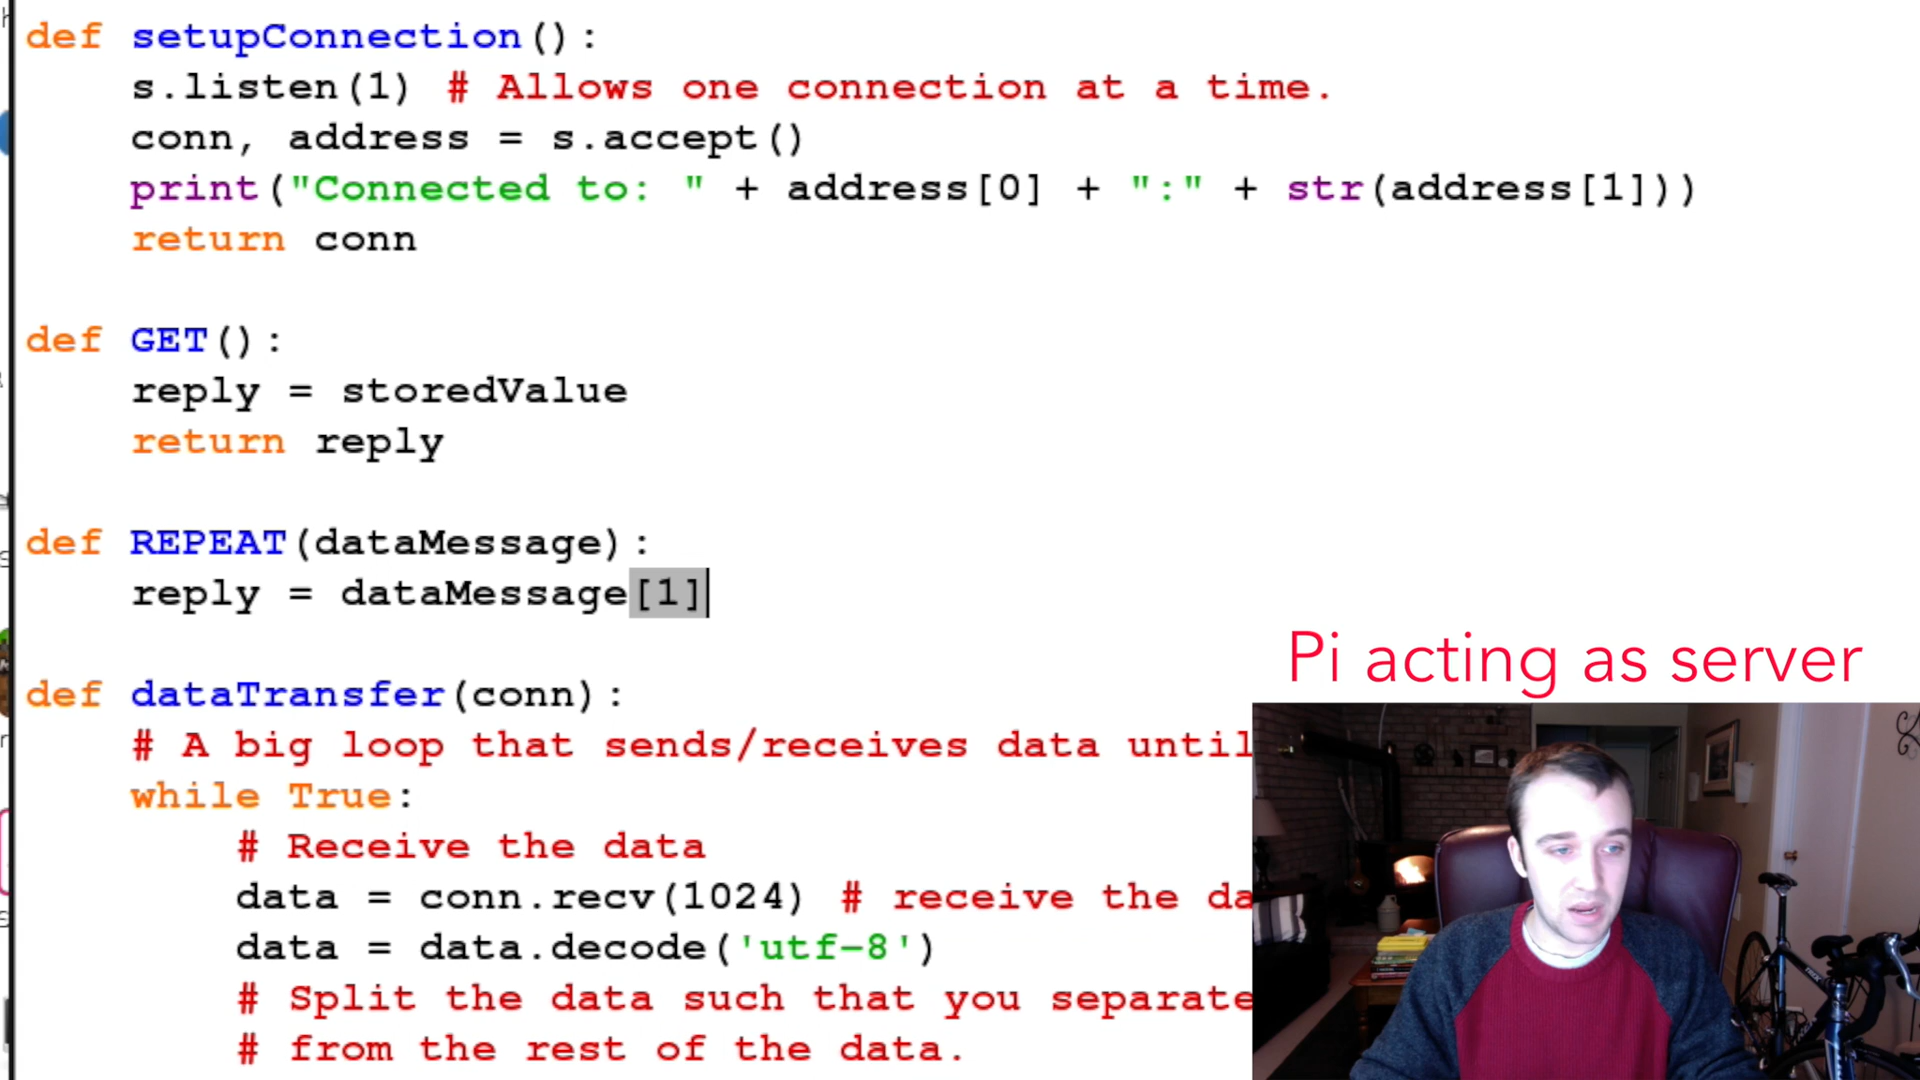 def setupConnection():
    s.listen(1) # Allows one connection at a time.
    conn, address = s.accept()
    print("Connected to: " + address[0] + ":" + str(address[1]))
    return conn

def GET():
    reply = storedValue
    return reply

def REPEAT(dataMessage):
    reply = dataMessage[1]

Pi acting as server

def dataTransfer(conn):
    # A big loop that sends/receives data until
    while True:
        # Receive the data
        data = conn.recv(1024) # receive the da
        data = data.decode('utf-8')
        # Split the data such that you separate
        # from the rest of the data.